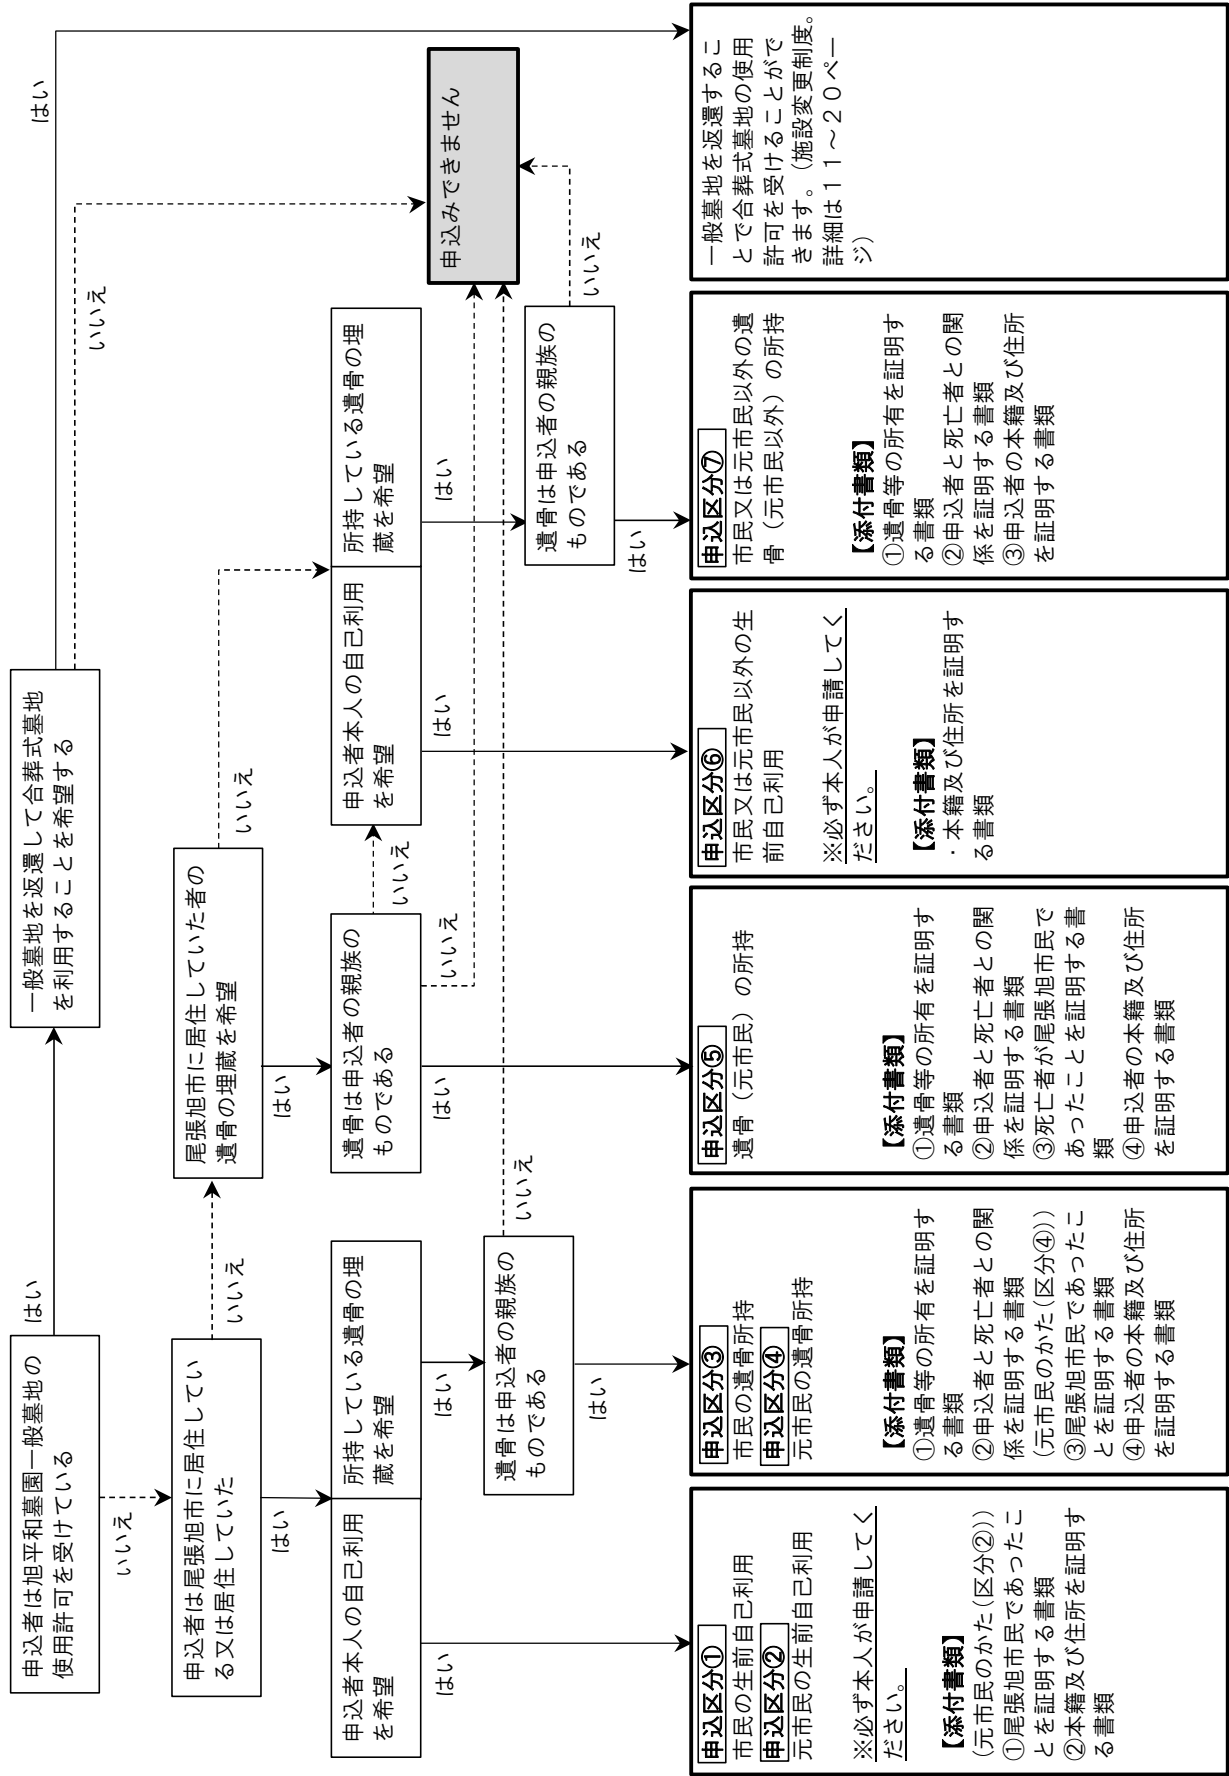 申込者は旭平和墓園一般墓地の
使用許可を受けている
はい
一般墓地を返還して合葬式墓地
を利用することを希望する
はい
いいえ
いいえ
申込者は尾張旭市に居住してい
る又は居住していた
いいえ
尾張旭市に居住していた者の
遺骨の埋蔵を希望
いいえ
はい
はい
申込者本人の自己利用
を希望
所持している遺骨の埋
蔵を希望
遺骨は申込者の親族の
ものである
いいえ
いいえ
申込者本人の自己利用
を希望
所持している遺骨の埋
蔵を希望
申込みできません
はい
はい
はい
はい
はい
遺骨は申込者の親族の
ものである
いいえ
はい
遺骨は申込者の親族の
ものである
いいえ
はい
申込区分①
市民の生前自己利用
申込区分②
元市民の生前自己利用
※必ず本人が申請してく
ださい。
【添付書類】
(元市民のかた(区分②))
①尾張旭市民であったこ
とを証明する書類
②本籍及び住所を証明す
る書類
申込区分③
市民の遺骨所持
申込区分④
元市民の遺骨所持
【添付書類】
①遺骨等の所有を証明す
る書類
②申込者と死亡者との関
係を証明する書類
(元市民のかた(区分④))
③尾張旭市民であったこ
とを証明する書類
④申込者の本籍及び住所
を証明する書類
申込区分⑤
遺骨（元市民）の所持
【添付書類】
①遺骨等の所有を証明す
る書類
②申込者と死亡者との関
係を証明する書類
③死亡者が尾張旭市民で
あったことを証明する書
類
④申込者の本籍及び住所
を証明する書類
申込区分⑥
市民又は元市民以外の生
前自己利用
※必ず本人が申請してく
ださい。
【添付書類】
・本籍及び住所を証明す
る書類
申込区分⑦
市民又は元市民以外の遺
骨（元市民以外）の所持
【添付書類】
①遺骨等の所有を証明す
る書類
②申込者と死亡者との関
係を証明する書類
③申込者の本籍及び住所
を証明する書類
一般墓地を返還するこ
とで合葬式墓地の使用
許可を受けることがで
きます。（施設変更制度。
詳細は１１～２０ペー
ジ）